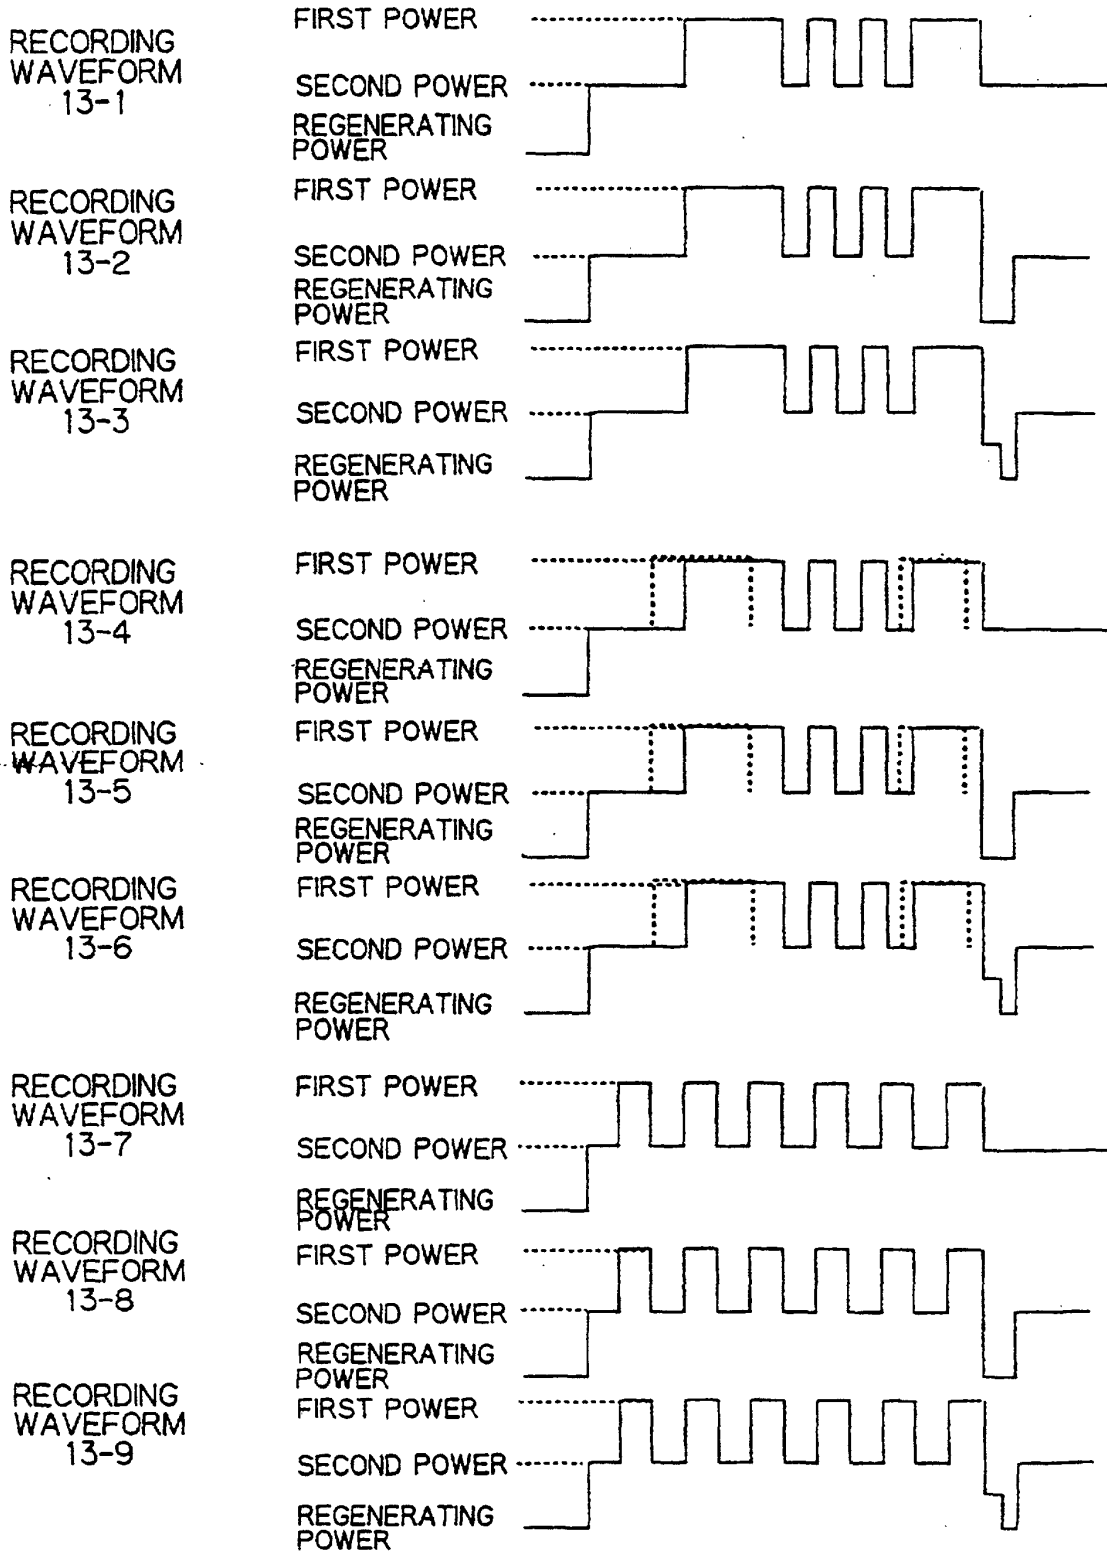 RECORDING
WAVEFORM
13-1
FIRST POWER
SECOND POWER
REGENERATING
POWER
RECORDING
WAVEFORM
13-2
FIRST POWER
SECOND POWER
REGENERATING
POWER
RECORDING
WAVEFORM
13-3
FIRST POWER
SECOND POWER
REGENERATING
POWER
RECORDING
WAVEFORM
13-4
FIRST POWER
SECOND POWER
REGENERATING
POWER
RECORDING
WAVEFORM
13-5
FIRST POWER
SECOND POWER
REGENERATING
POWER
RECORDING
WAVEFORM
13-6
FIRST POWER
SECOND POWER
REGENERATING
POWER
RECORDING
WAVEFORM
13-7
FIRST POWER
SECOND POWER
REGENERATING
POWER
RECORDING
WAVEFORM
13-8
FIRST POWER
SECOND POWER
REGENERATING
POWER
RECORDING
WAVEFORM
13-9
FIRST POWER
SECOND POWER
REGENERATING
POWER